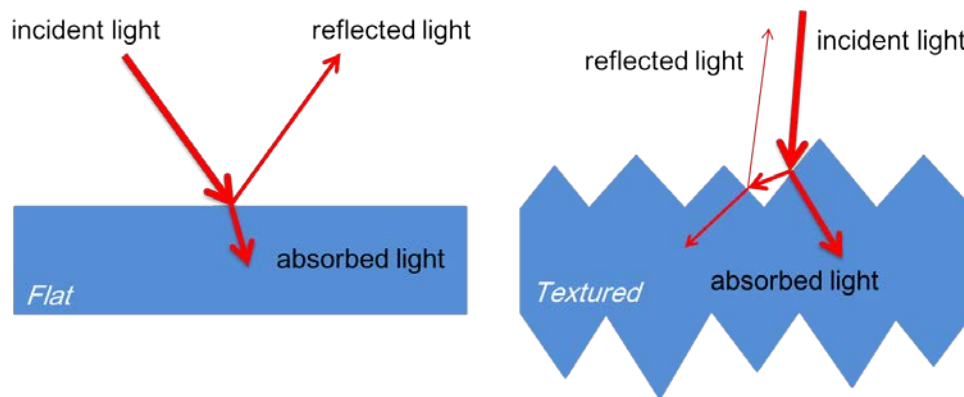 incident light
reflected light
absorbed light
Flat
reflected light
incident light
absorbed light
Textured